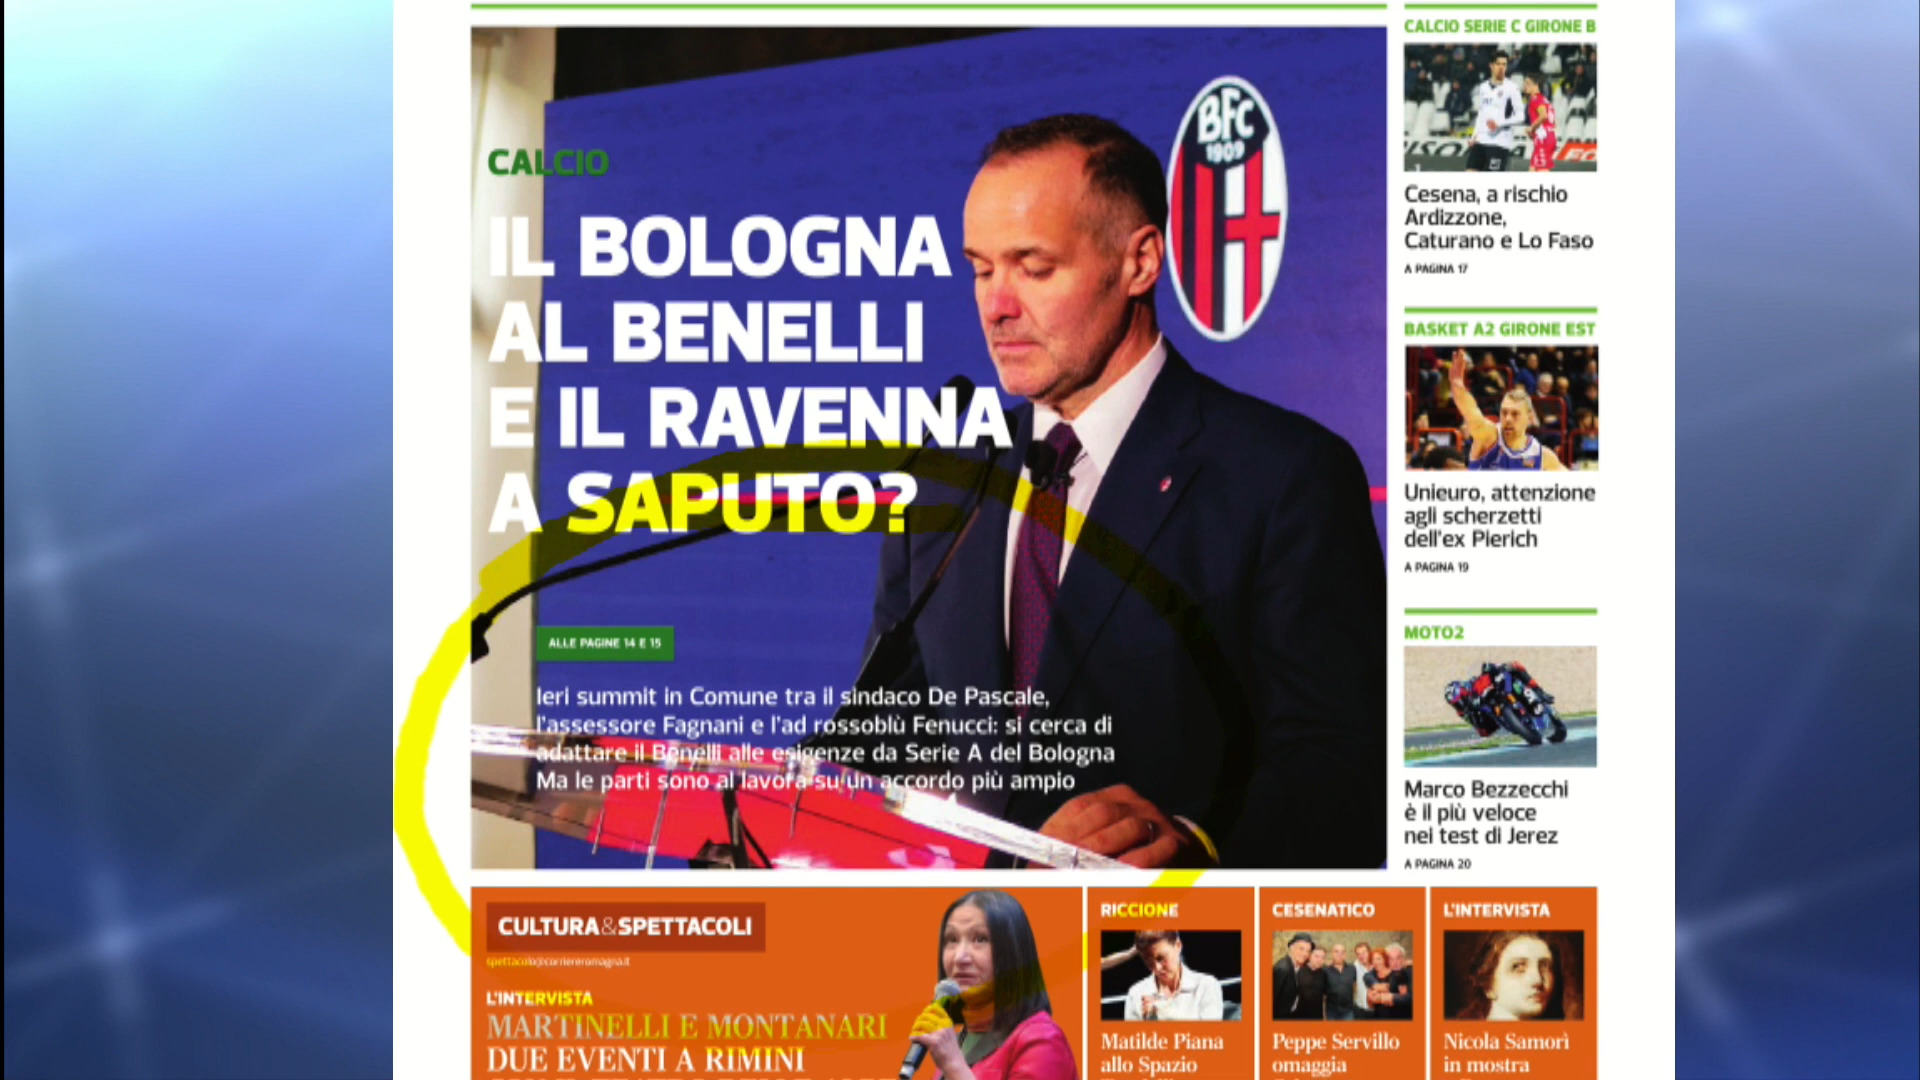 CALCIO
IL BOLOGNA
AL BENELLI
E IL RAVENNA
A SAPUTO?
BFC
1909
ALLE PAGINE 14 E 15
Ieri summit in Comune tra il sindaco De Pascale,
l'assessore Fagnani e l'ad rossoblù Fenucci: si cerca di
adattare il Benelli alle esigenze da Serie A del Bologna
Ma le parti sono al lavora su un accordo più ampio
CALCIO SERIE C GIRONE B
Cesena, a rischio
Ardizzone,
Caturano e Lo Faso
A PAGINA 17
BASKET A2 GIRONE EST
Unieuro, attenzione
agli scherzetti
dell'ex Pierich
A PAGINA 19
MOTO2
Marco Bezzecchi
è il più veloce
nei test di Jerez
A PAGINA 20
CULTURA&SPETTACOLI
spettacolo@corriereromagna.it
L'INTERVISTA
MARTINELLI E MONTANARI
DUE EVENTI A RIMINI
RICCIONE
Matilde Piana
allo Spazio
CESENATICO
Peppe Servillo
omaggia
L'INTERVISTA
Nicola Samorì
in mostra